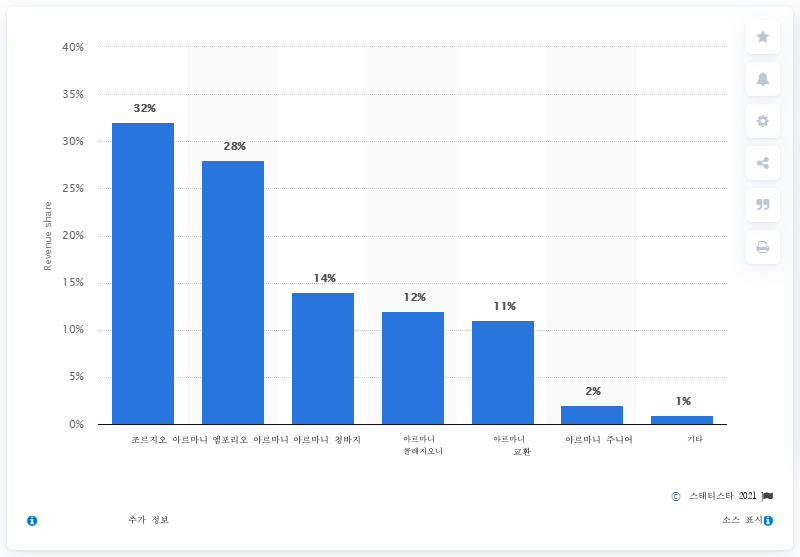 40%
35%
30%
25%
20%
15%
10%
5%
0%
Revenue share
32%
28%
14%
12%
11%
2%
1%
조르지오 아르마니 엠포리오 아르마니 아르마니 청바지
아르마니
콜레지오니
아르마니
교환
아르마니 주니어
기타
© 스태티스타 2021
추가 정보
소스 표시